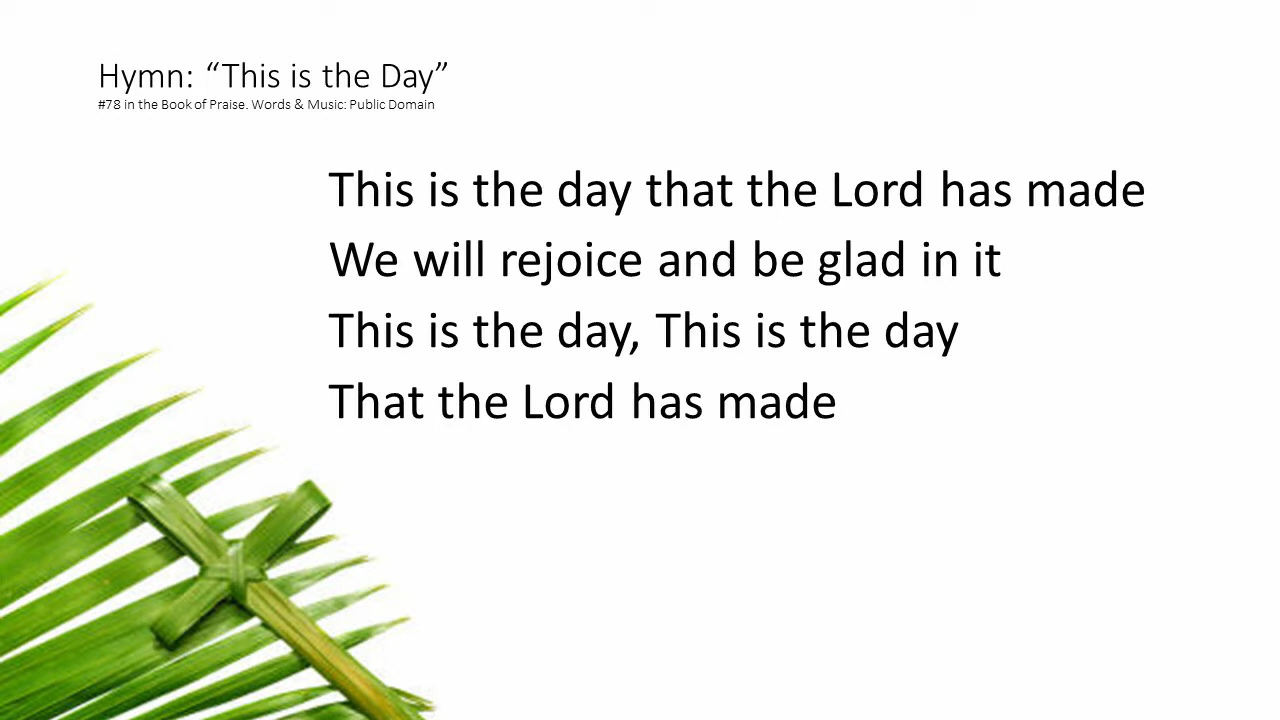 Hymn: “This is the Day”
#78 in the Book of Praise. Words & Music: Public Domain
This is the day that the Lord has made
We will rejoice and be glad in it
This is the day, This is the day
That the Lord has made